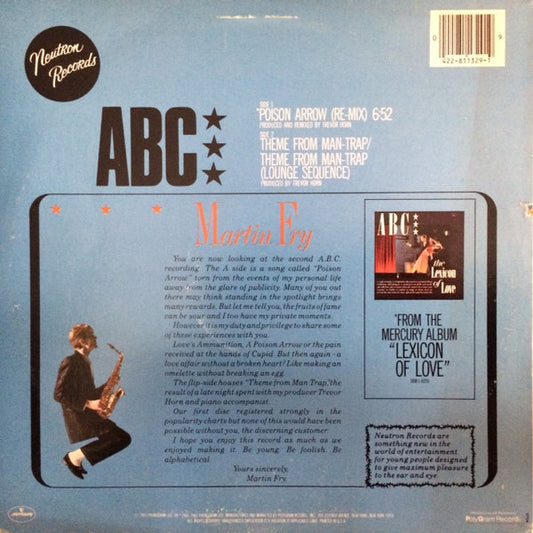 Neutron
Records
0
9
422-811329-1
ABC
SIDE 1
"POISON ARROW (RE-MIX) 6:52
PRODUCED AND REMIXED BY TREVOR HORN
SIDE 2
THEME FROM MAN-TRAP/
THEME FROM MAN-TRAP
(LOUNGE SEQUENCE)
PRODUCED BY TREVOR HORN
Martin Fry
You are now looking at the second A.B.C.
recording. The A side is a song called "Poison
Arrow" torn from the events of my personal life
away from the glare of publicity. Many of you out
there may think standing in the spotlight brings
many rewards. But let me tell you, the fruits of fame
can be sour and I too have my private moments.
However it is my duty and privilege to share some
of these experiences with you.
Love's Ammunition, A Poison Arrow or the pain
received at the hands of Cupid. But then again - a
love affair without a broken heart? Like making an
omelette without breaking an egg.
The flip-side houses "Theme from Man Trap," the
result of a late night spent with my producer Trevor
Horn and piano accompanist.
Our first disc registered strongly in the
popularity charts but none of this would have been
possible without you, the discerning customer.
I hope you enjoy this record as much as we
enjoyed making it. Be young. Be foolish. Be
alphabetical.
Yours sincerely,
Martin Fry
ABC
the
Lexicon
of
Love
"FROM THE
MERCURY ALBUM
"LEXICON
OF LOVE"
Neutron Records are
something new in the
world of entertainment
for young people designed
to give maximum pleasure
to the ear and eye.
mercury
PolyGram Records